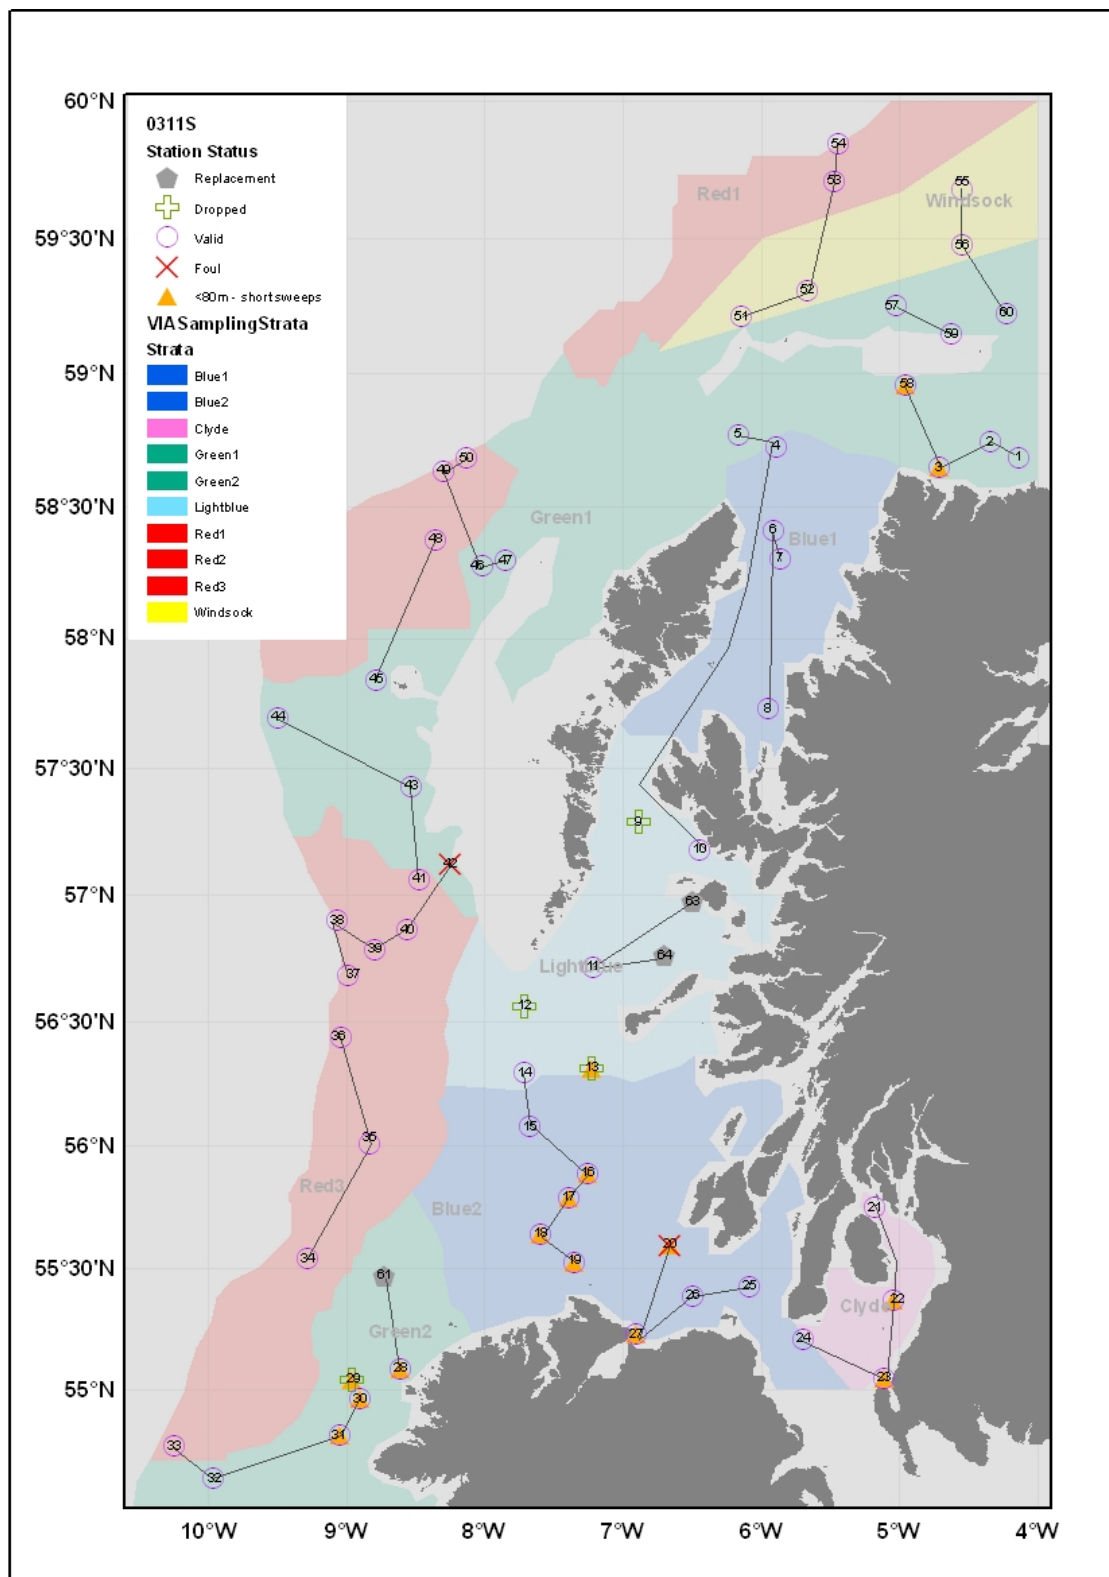 60°N
59°30'N
59°N
58°30'N
58°N
57°30'N
57°N
56°30'N
56°N
55°30'N
55°N
0311S
Station Status
Replacement
Dropped
Valid
Foul
<80m - short sweeps
VIASamplingStrata
Strata
Blue1
Blue2
Clyde
Green1
Green2
Lightblue
Red1
Red2
Red3
Windsock
54
53
55
Red1
Windsock
56
52
57
51
60
59
58
5
4
2
1
3
50
49
Green1
48
6
Blue1
46
47
7
45
44
8
43
9
10
42
41
63
38
40
39
64
11
Lightblue
37
12
36
13
14
15
35
16
Red3
17
21
Blue2
18
20
34
19
61
25
26
22
Clyde
Green2
27
24
28
29
23
30
31
33
32
10°W
9°W
8°W
7°W
6°W
5°W
4°W